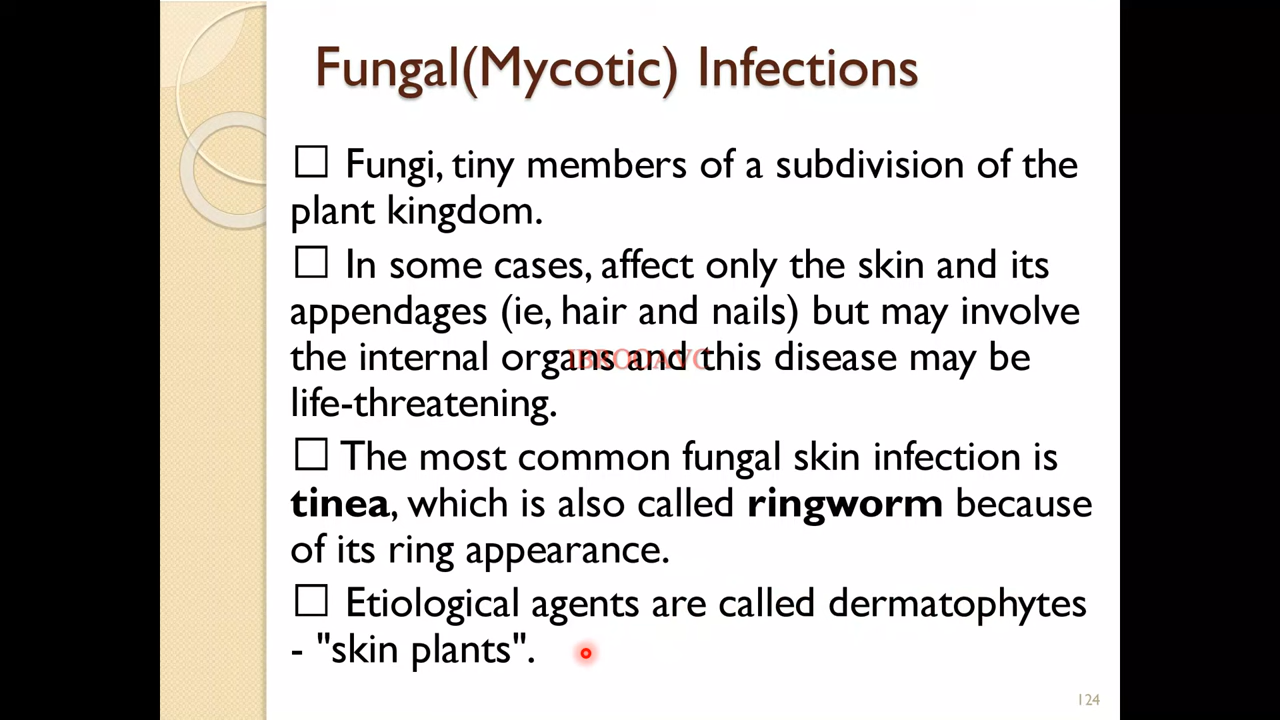 Fungal(Mycotic) Infections
☐ Fungi, tiny members of a subdivision of the
plant kingdom.
☐ In some cases, affect only the skin and its
appendages (ie, hair and nails) but may involve
the internal organs and this disease may be
life-threatening.
☐ The most common fungal skin infection is
tinea, which is also called ringworm because
of its ring appearance.
☐ Etiological agents are called dermatophytes
- "skin plants".
124